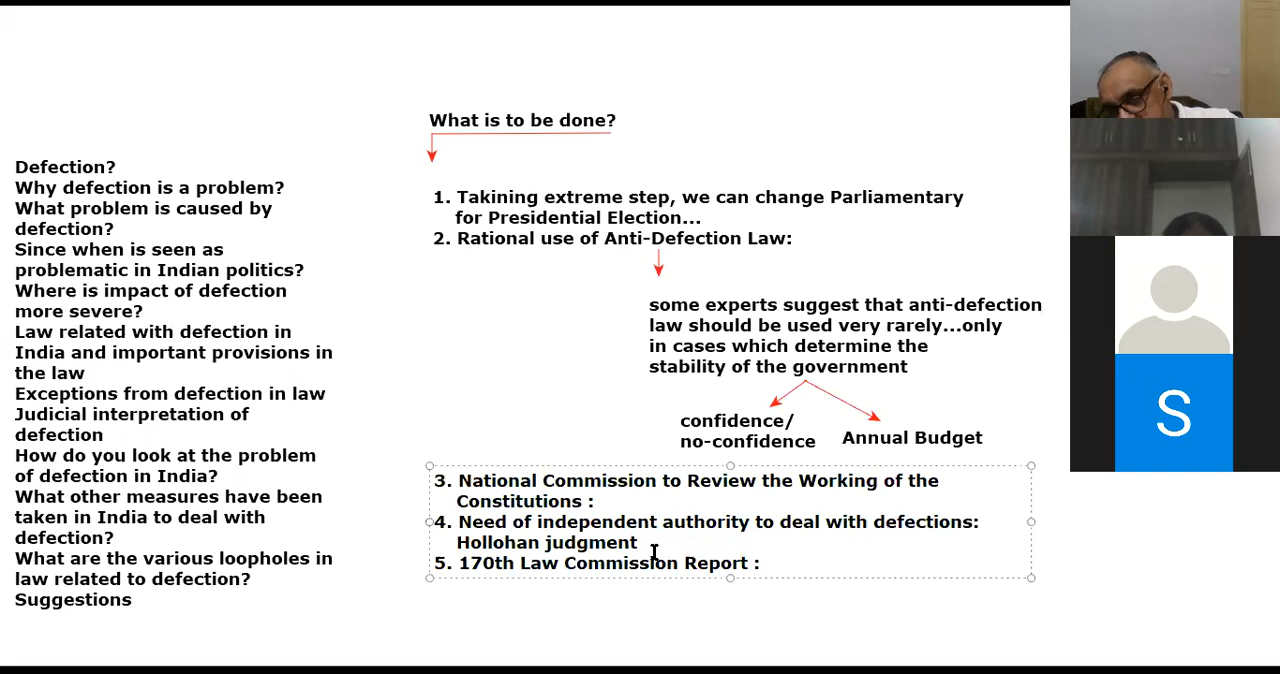 What is to be done?
Defection?
Why defection is a problem?
What problem is caused by
defection?
Since when is seen as
problematic in Indian politics?
Where is impact of defection
more severe?
Law related with defection in
India and important provisions in
the law
Exceptions from defection in law
Judicial interpretation of
defection
How do you look at the problem
of defection in India?
What other measures have been
taken in India to deal with
defection?
What are the various loopholes in
law related to defection?
Suggestions
1. Takining extreme step, we can change Parliamentary
for Presidential Election...
2. Rational use of Anti-Defection Law:
some experts suggest that anti-defection
law should be used very rarely...only
in cases which determine the
stability of the government
confidence/
no-confidence
Annual Budget
3. National Commission to Review the Working of the
Constitutions :
4. Need of independent authority to deal with defections:
Hollohan judgment
5. 170th Law Commission Report :
S